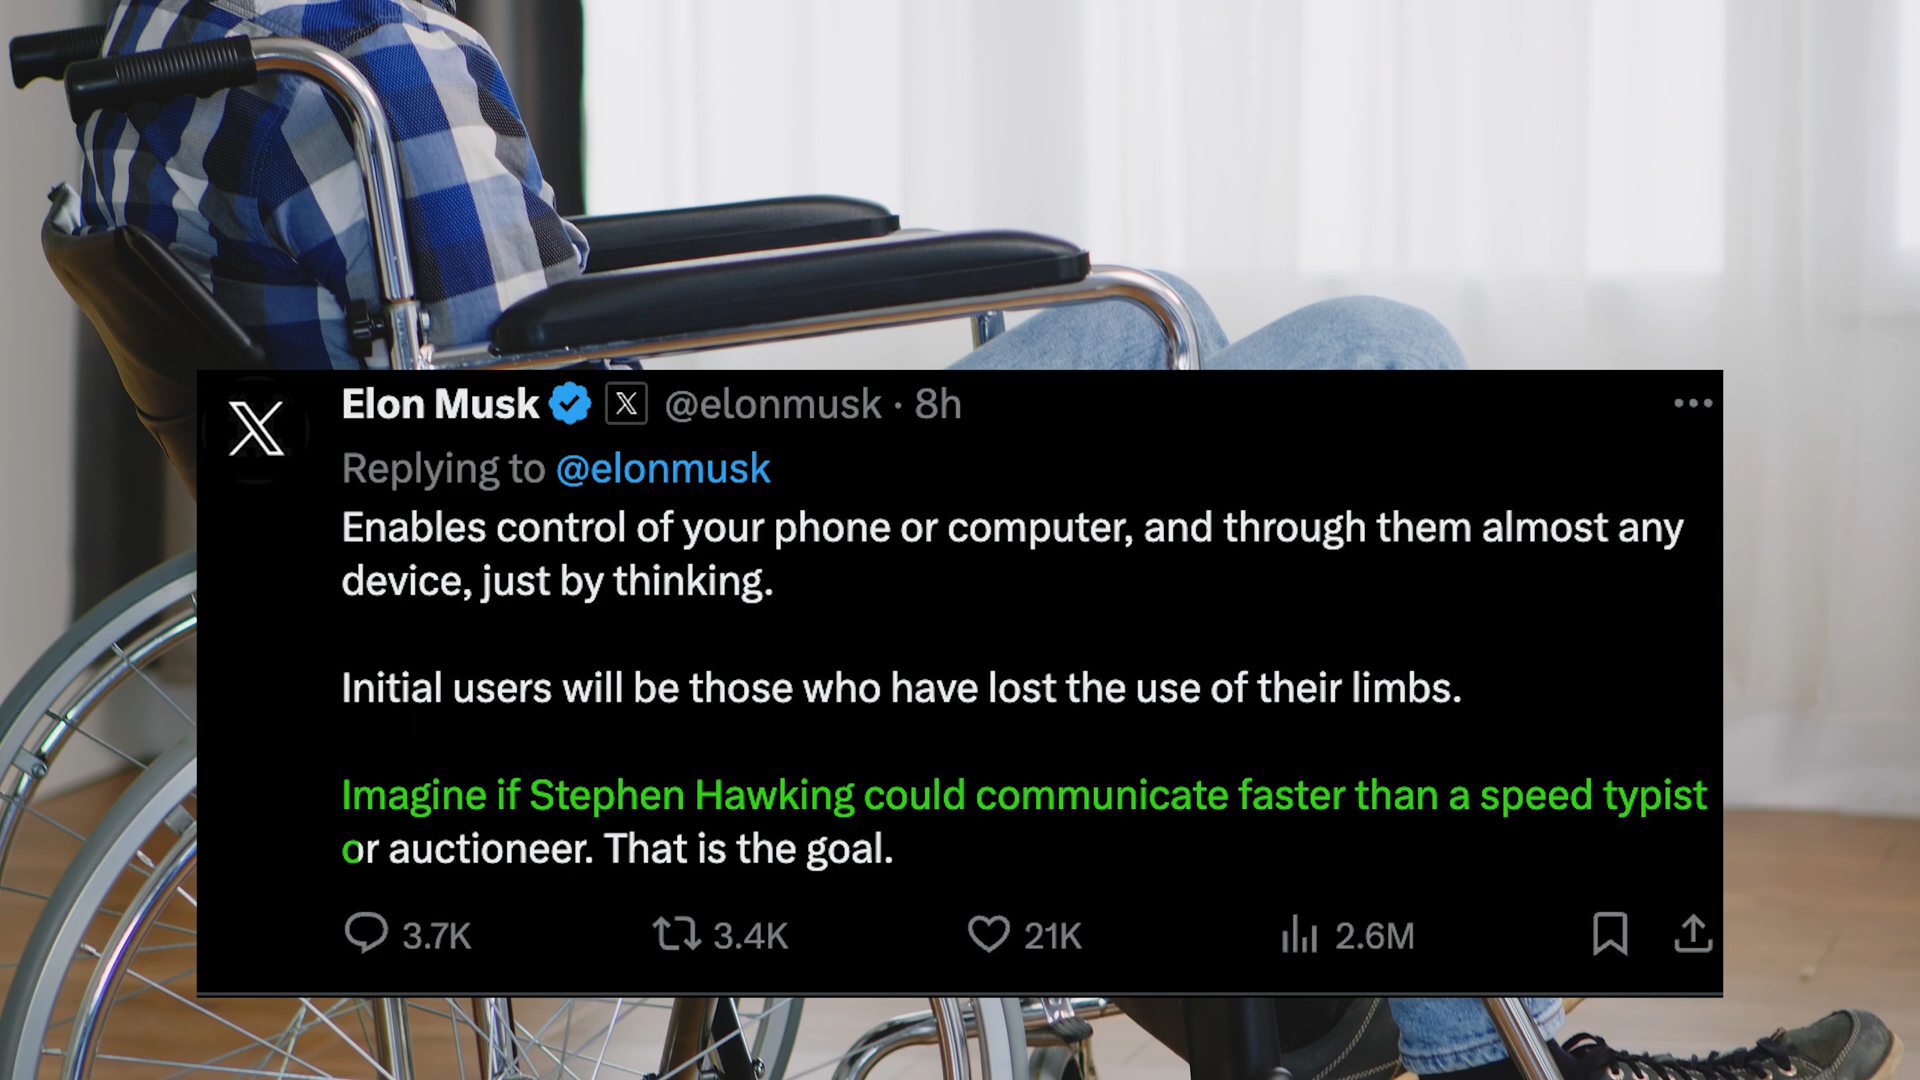 Elon Musk @elonmusk · 8h
Replying to @elonmusk
Enables control of your phone or computer, and through them almost any
device, just by thinking.
Initial users will be those who have lost the use of their limbs.
Imagine if Stephen Hawking could communicate faster than a speed typist
or auctioneer. That is the goal.
3.7K 3.4K 21K 2.6M